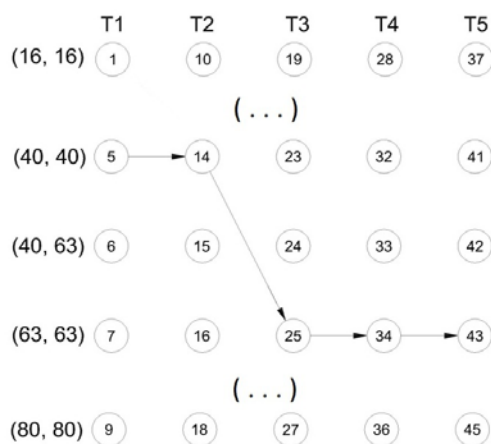 T1 T2 T3 T4 T5
(16, 16) 1 10 19 28 37
(...)
(40, 40) 5 14 23 32 41
(40, 63) 6 15 24 33 42
(63, 63) 7 16 25 34 43
(...)
(80, 80) 9 18 27 36 45